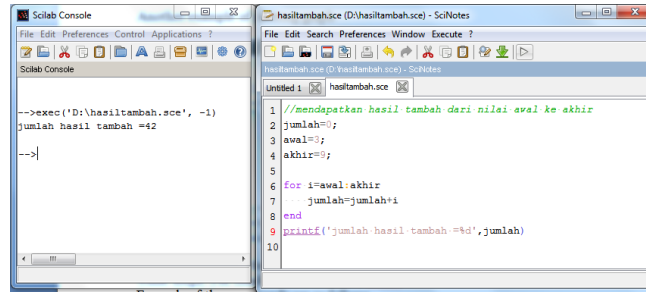 Scilab Console
File Edit Preferences Control Applications ?
Scilab Console
-->exec('D:\hasiltambah.sce', -1)
jumlah hasil tambah =42
-->
hasiltambah.sce (D:\hasiltambah.sce) - SciNotes
File Edit Search Preferences Window Execute ?
hasiltambah.sce (D:\hasiltambah.sce) - SciNotes
Untitled 1 hasiltambah.sce
1 //mendapatkan hasil tambah dari nilai awal ke akhir
2 jumlah=0;
3 awal=3;
4 akhir=9;
5
6 for i=awal:akhir
7 jumlah=jumlah+i
8 end
9 printf('jumlah hasil tambah =%d',jumlah)
10